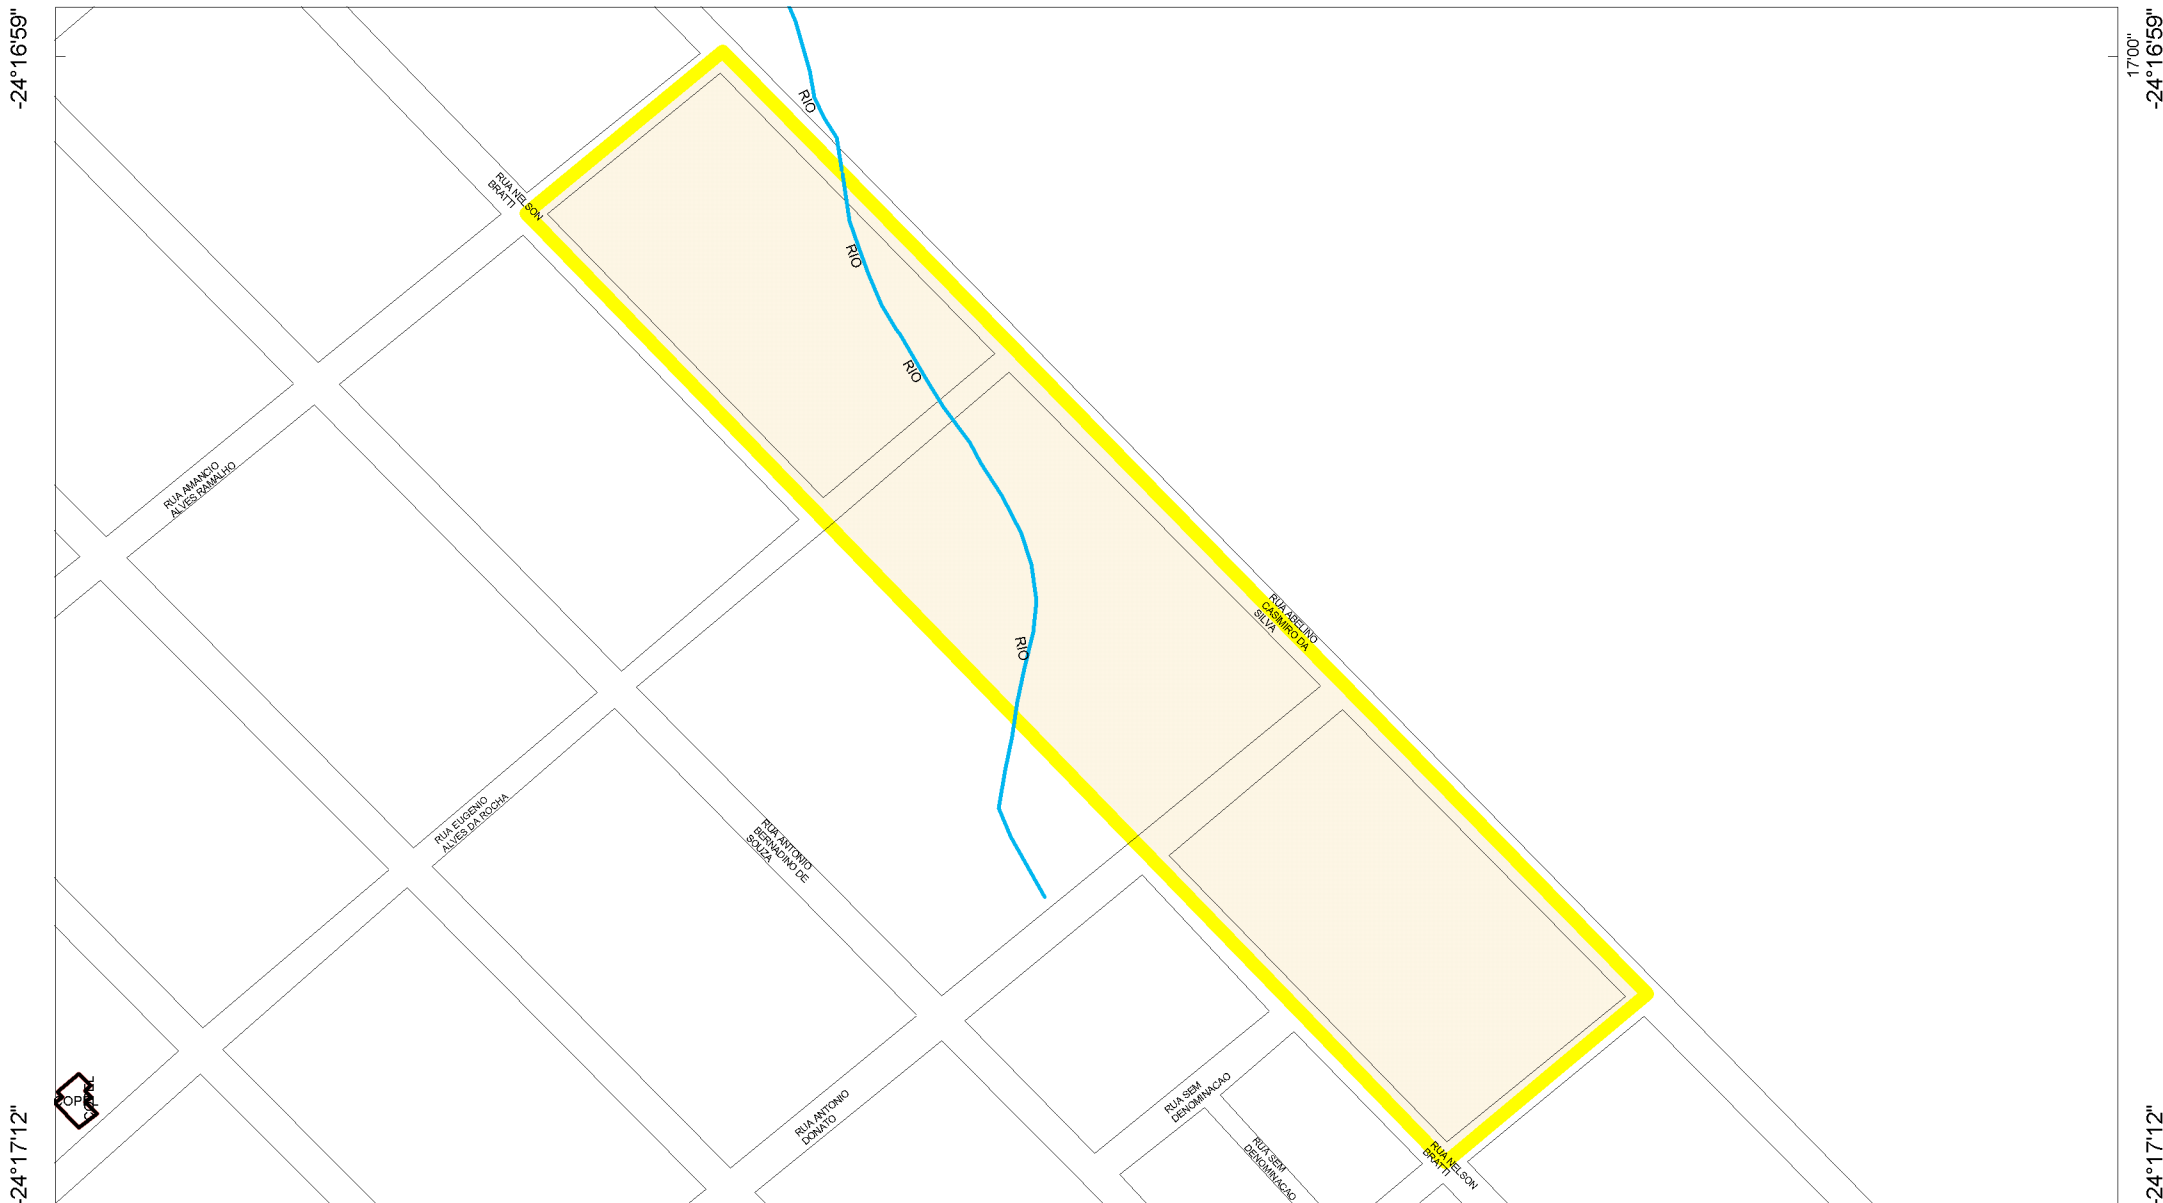 -24°16'59"
17'00"
-24°16'59"
RIO
RUA NELSON
BRATTI
RIO
RIO
RUA AMANCIO
ALVES RAMALHO
RUA ABELINO
CASIMIRO DA
SILVA
RIO
RUA EUGENIO
ALVES DA ROCHA
RUA ANTONIO
BERNADINO DE
SOUZA
RUA SEM
DENOMINACAO
RUA ANTONIO
DONATO
RUA SEM
DENOMINACAO
RUA NELSON
BRATTI
-24°17'12"
-24°17'12"